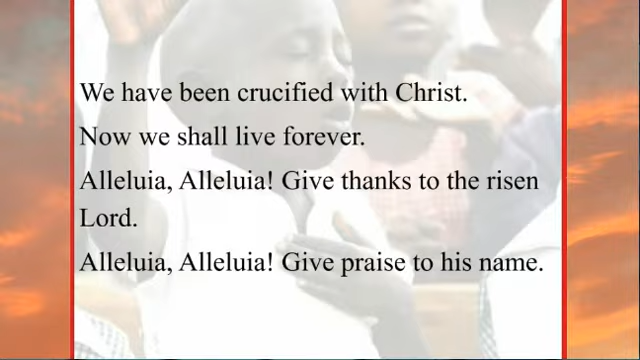 We have been crucified with Christ.
Now we shall live forever.
Alleluia, Alleluia! Give thanks to the risen
Lord.
Alleluia, Alleluia! Give praise to his name.